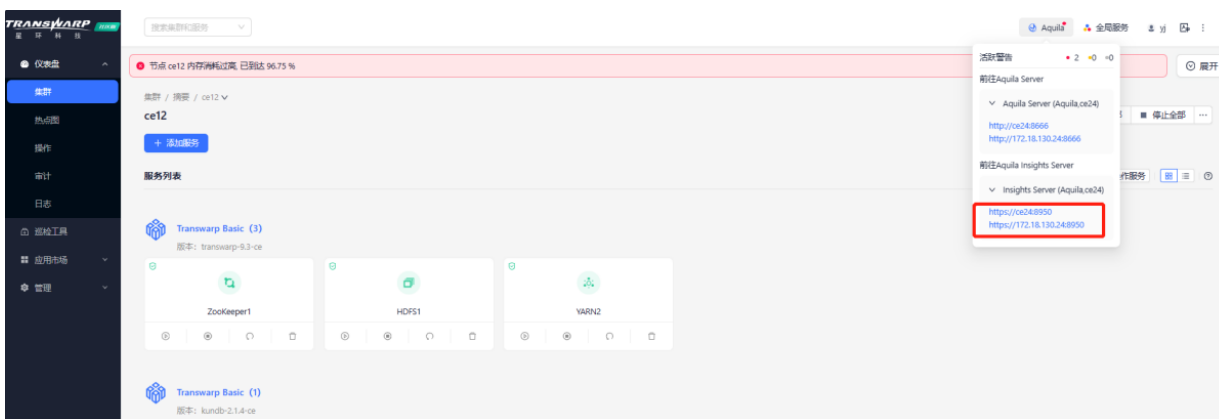 TRANSWARP
星 环 科 技
搜索集群和服务
Aquila
全局服务
yj
仪表盘
集群
热点图
操作
审计
日志
巡检工具
应用市场
管理
节点 ce12 内存消耗过高, 已到达 96.75 %
展开
集群 / 摘要 / ce12
ce12
+ 添加服务
停止全部
服务列表
作服务
活跃警告
2 0 0
前往Aquila Server
Aquila Server (Aquila,ce24)
http://ce24:8666
http://172.18.130.24:8666
前往Aquila Insights Server
Insights Server (Aquila,ce24)
https://ce24:8950
https://172.18.130.24:8950
Transwarp Basic (3)
版本: transwarp-9.3-ce
ZooKeeper1
HDFS1
YARN2
Transwarp Basic (1)
版本: kundb-2.1.4-ce